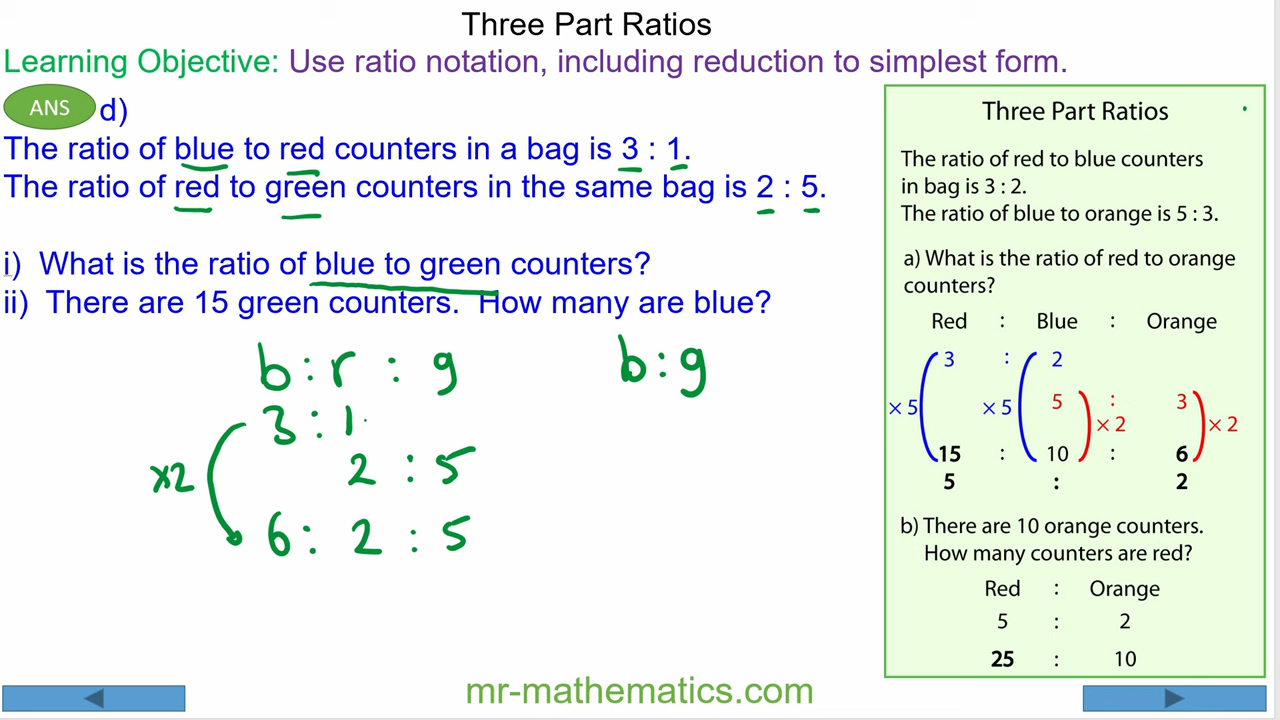 Three Part Ratios
Learning Objective: Use ratio notation, including reduction to simplest form.
ANS d)
The ratio of blue to red counters in a bag is 3 : 1.
The ratio of red to green counters in the same bag is 2 : 5.
i) What is the ratio of blue to green counters?
ii) There are 15 green counters. How many are blue?
b : r : g
b : g
3 : 1
2 : 5
×2
6 : 2 : 5
Three Part Ratios
The ratio of red to blue counters
in bag is 3 : 2.
The ratio of blue to orange is 5 : 3.
a) What is the ratio of red to orange
counters?
Red : Blue : Orange
3 : 2
5 : 3
× 5 × 5 × 2 × 2
15 : 10 : 6
5 : 2
b) There are 10 orange counters.
How many counters are red?
Red : Orange
5 : 2
25 : 10
mr-mathematics.com